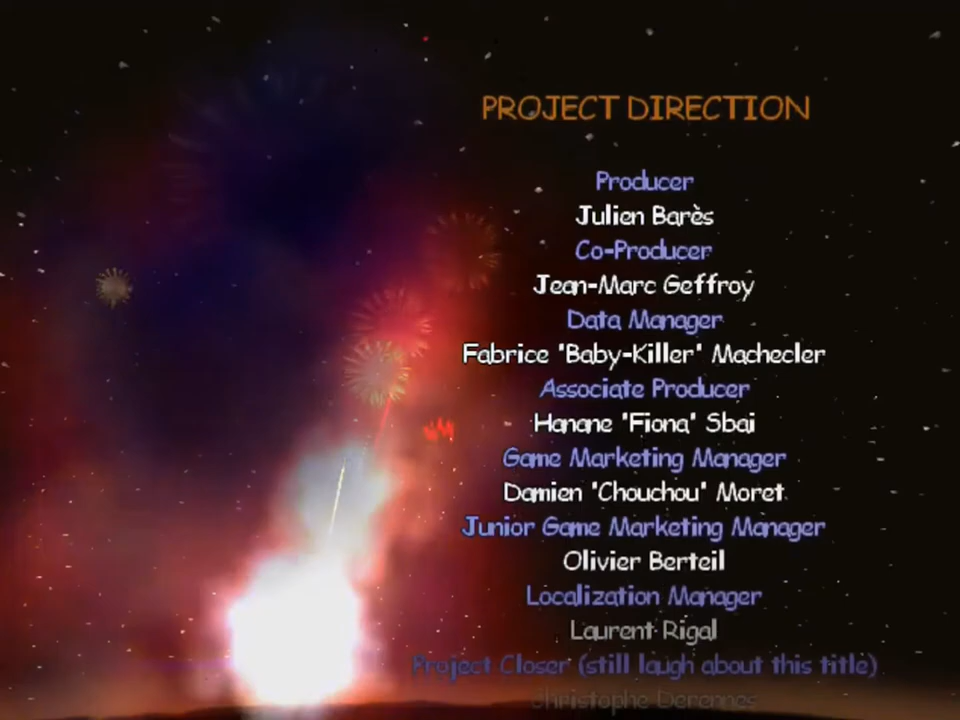 PROJECT DIRECTION
Producer
Julien Barès
Co-Producer
Jean-Marc Geffroy
Data Manager
Fabrice "Baby-Killer" Machecler
Associate Producer
Hanane "Fiona" Sbai
Game Marketing Manager
Damien "Chouchou" Moret
Junior Game Marketing Manager
Olivier Berteil
Localization Manager
Laurent Rigal
Project Closer (still laugh about this title)
Christophe